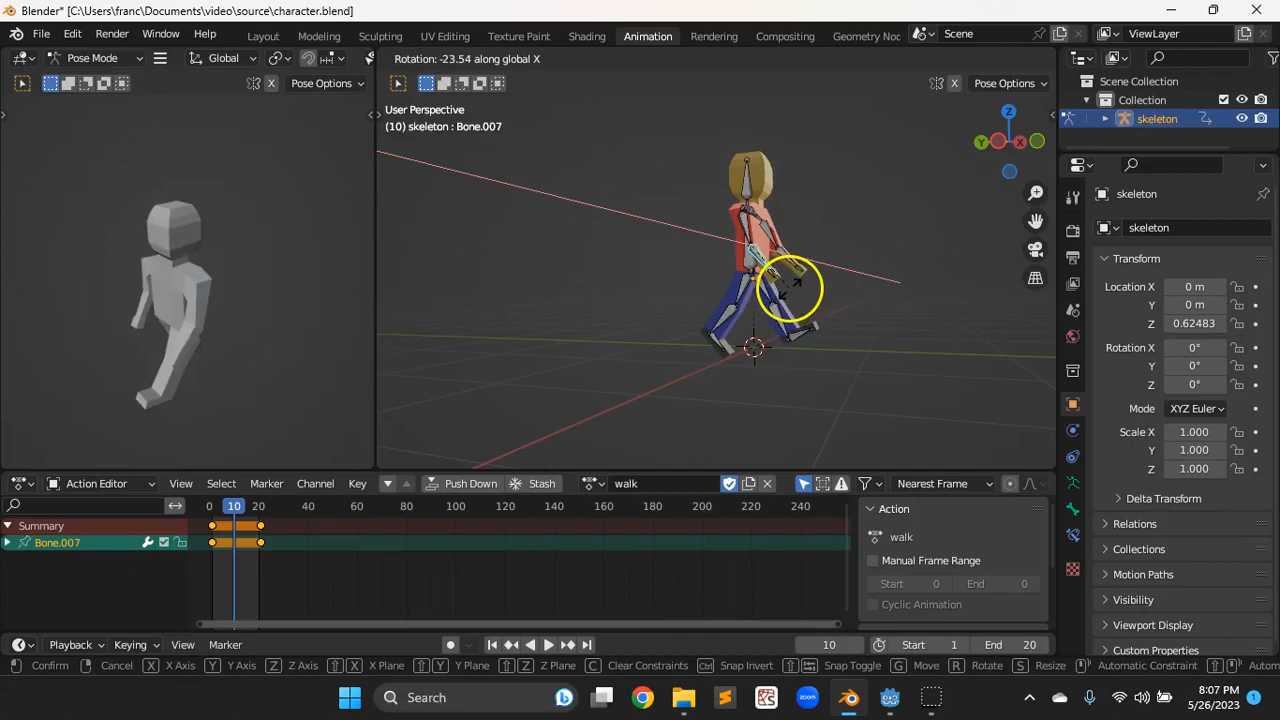 Blender* [C:\Users\franc\Documents\video\source\character.blend]
File Edit Render Window Help Layout Modeling Sculpting UV Editing Texture Paint Shading Animation Rendering Compositing Geometry No Scene ViewLayer
Pose Mode Global Rotation: -23.54 along global X
X Pose Options X Pose Options
Scene Collection
Collection
skeleton
User Perspective
(10) skeleton : Bone.007
Z
Y X
skeleton
skeleton
Transform
Location X 0 m
Y 0 m
Z 0.62483
Rotation X 0°
Y 0°
Z 0°
Mode XYZ Euler
Scale X 1.000
Y 1.000
Z 1.000
Delta Transform
Relations
Collections
Motion Paths
Visibility
Viewport Display
Custom Properties
Action Editor View Select Marker Channel Key Push Down Stash walk Nearest Frame
0 10 20 40 60 80 100 120 140 160 180 200 220 240
Summary
Bone.007
Action
walk
Manual Frame Range
Start 0 End 0
Cyclic Animation
Playback Keying View Marker 10 Start 1 End 20
Confirm Cancel X X Axis Y Y Axis Z Z Axis X X Plane Y Y Plane Z Z Plane C Clear Constraints Ctrl Snap Invert Snap Toggle G Move R Rotate S Resize Automatic Constraint Autom
Search zoom 8:07 PM
5/26/2023